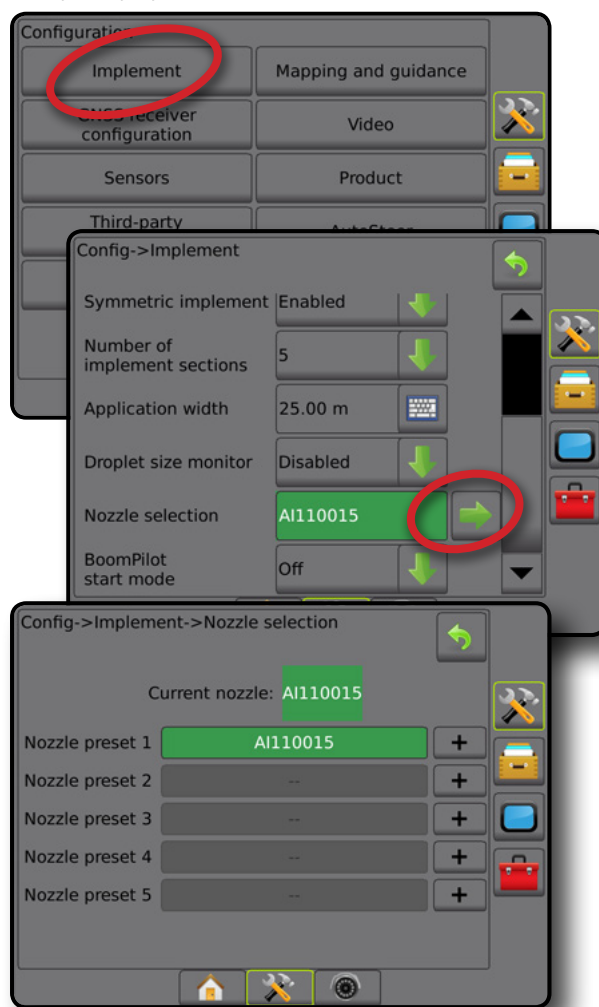 Configuration
Implement
Mapping and guidance
GNSS receiver
configuration
Video
Sensors
Product
Third-party
AutoSteer
Config->Implement
Symmetric implement
Enabled
Number of
implement sections
5
Application width
25.00 m
Droplet size monitor
Disabled
Nozzle selection
AI110015
BoomPilot
start mode
Off
Config->Implement->Nozzle selection
Current nozzle: AI110015
Nozzle preset 1
AI110015
+
Nozzle preset 2
--
+
Nozzle preset 3
--
+
Nozzle preset 4
--
+
Nozzle preset 5
--
+